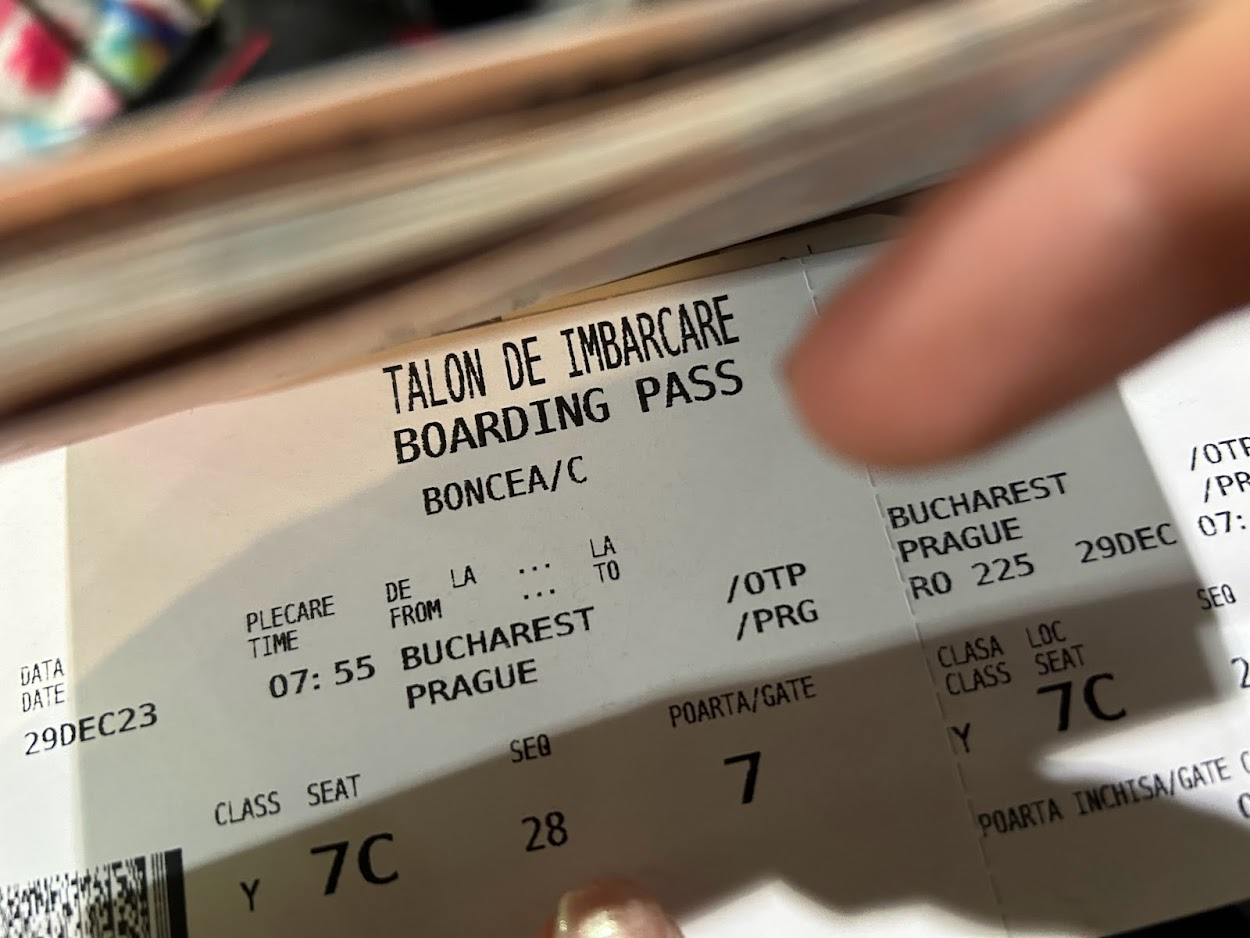 TALON DE IMBARCARE
BOARDING PASS
BONCEA/C
DATA
DATE
29DEC23
PLECARE
TIME
07:55
DE LA ... LA
FROM ... TO
BUCHAREST /OTP
PRAGUE /PRG
CLASS SEAT
Y 7C
SEQ
28
POARTA/GATE
7
BUCHAREST /OTP
PRAGUE
RO 225 29DEC 07:
CLASA LOC
CLASS SEAT
Y 7C
SEQ
POARTA INCHISA/GATE